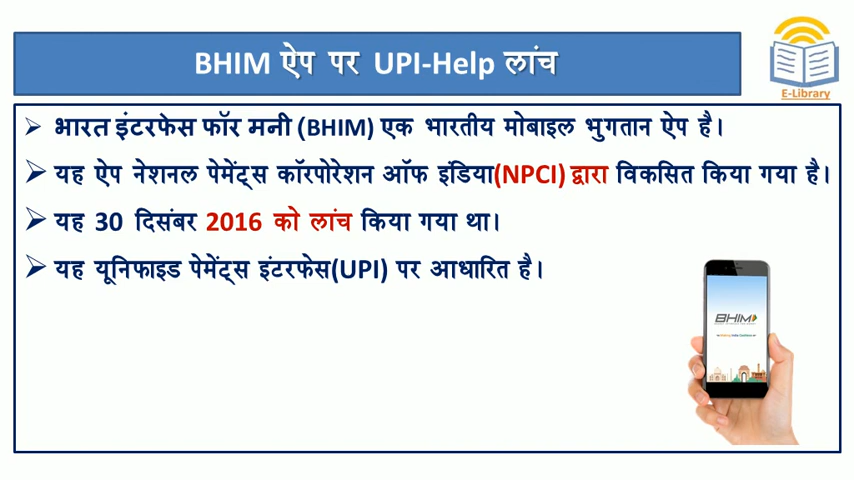 BHIM ऐप पर UPI-Help लांच
E-Library
भारत इंटरफेस फॉर मनी (BHIM) एक भारतीय मोबाइल भुगतान ऐप है।
यह ऐप नेशनल पेमेंट्स कॉरपोरेशन ऑफ इंडिया(NPCI) द्वारा विकसित किया गया है।
यह 30 दिसंबर 2016 को लांच किया गया था।
यह यूनिफाइड पेमेंट्स इंटरफेस(UPI) पर आधारित है।
BHIM